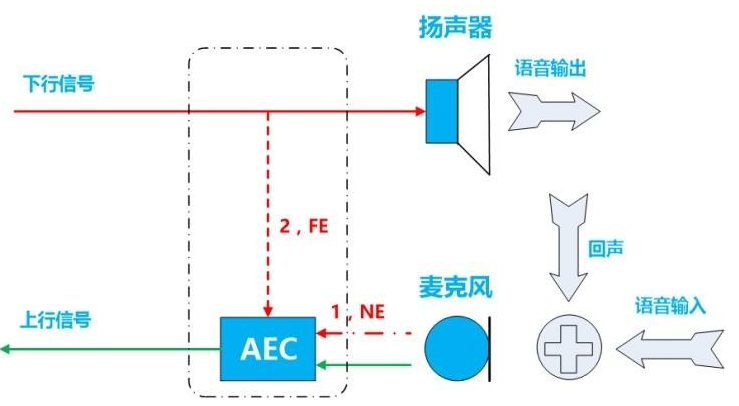 扬声器
下行信号
语音输出
2，FE
回声
麦克风
语音输入
1，NE
上行信号
AEC